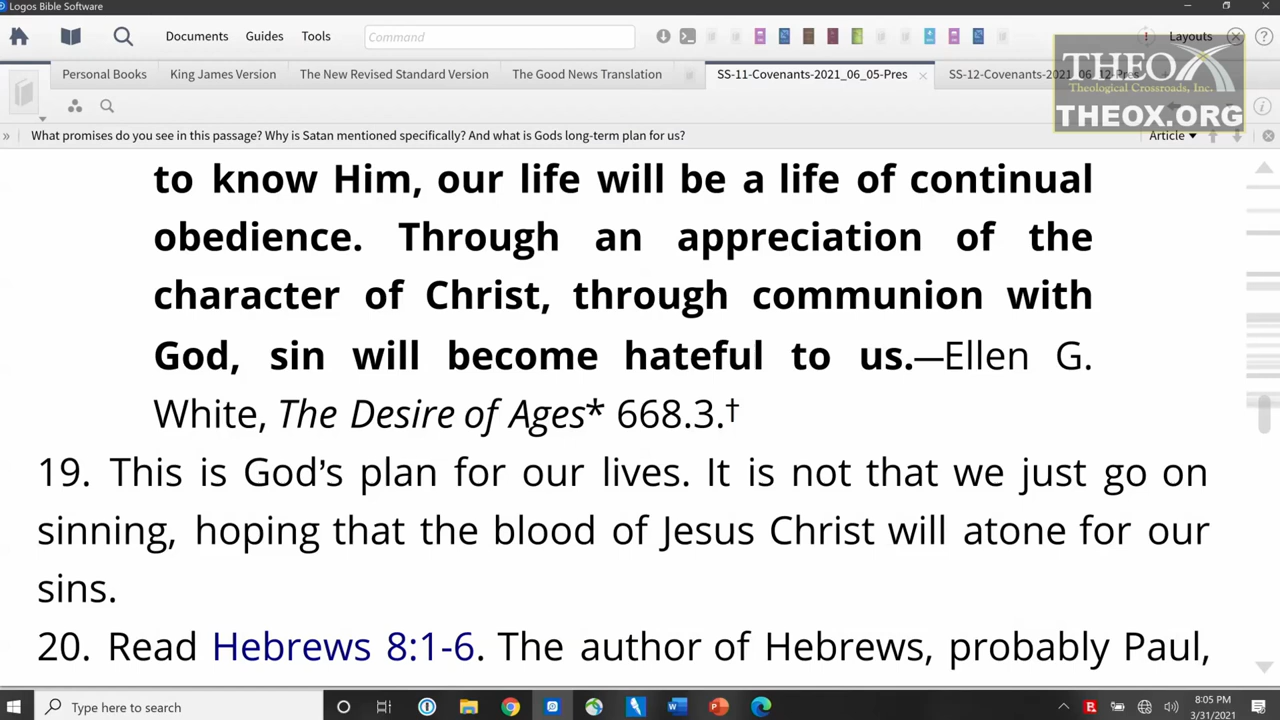 Logos Bible Software
Documents Guides Tools Command Layouts
Personal Books King James Version The New Revised Standard Version The Good News Translation SS-11-Covenants-2021_06_05-Pres SS-12-Covenants-2021_06_12-Pres
THEOX
Theological Crossroads, Inc.
THEOX.ORG
» What promises do you see in this passage? Why is Satan mentioned specifically? And what is Gods long-term plan for us? Article
to know Him, our life will be a life of continual
obedience. Through an appreciation of the
character of Christ, through communion with
God, sin will become hateful to us.—Ellen G.
White, The Desire of Ages* 668.3.†
19. This is God’s plan for our lives. It is not that we just go on
sinning, hoping that the blood of Jesus Christ will atone for our
sins.
20. Read Hebrews 8:1-6. The author of Hebrews, probably Paul,
Type here to search
8:05 PM
3/31/2021